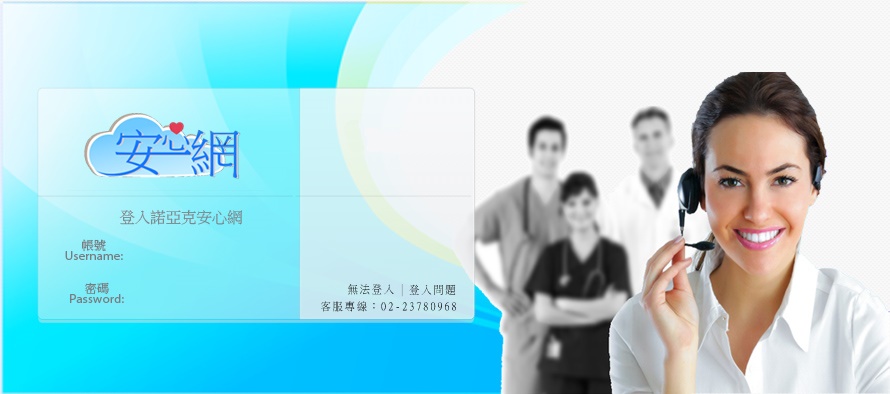 安心網
登入諾亞克安心網
帳號
Username:
密碼
Password:
無法登入 | 登入問題
客服專線：02-23780968